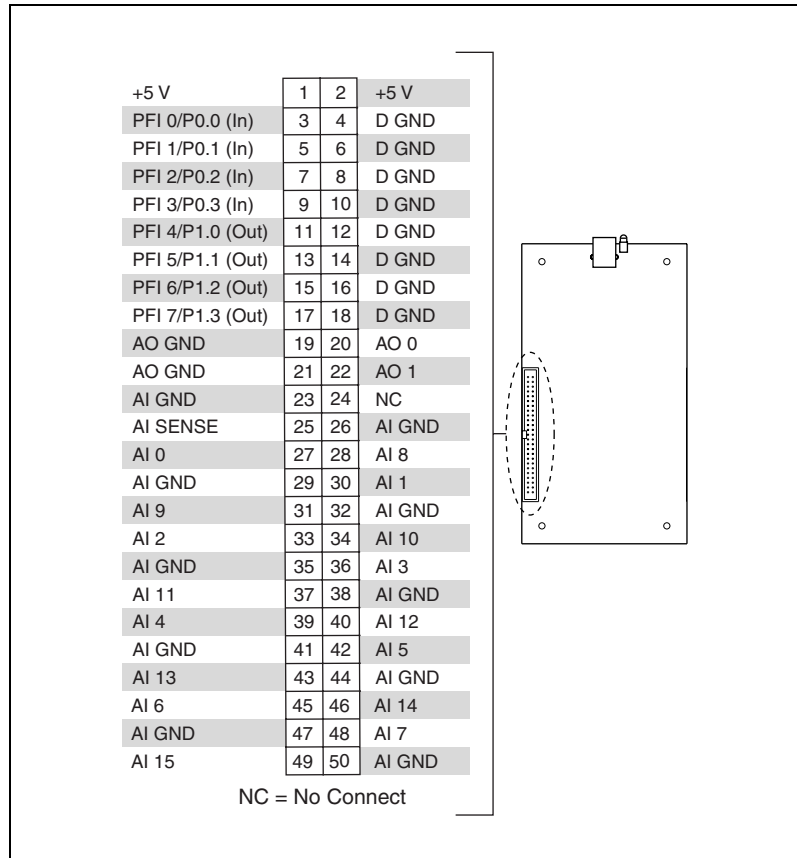 +5 V 1 2 +5 V
PFI 0/P0.0 (In) 3 4 D GND
PFI 1/P0.1 (In) 5 6 D GND
PFI 2/P0.2 (In) 7 8 D GND
PFI 3/P0.3 (In) 9 10 D GND
PFI 4/P1.0 (Out) 11 12 D GND
PFI 5/P1.1 (Out) 13 14 D GND
PFI 6/P1.2 (Out) 15 16 D GND
PFI 7/P1.3 (Out) 17 18 D GND
AO GND 19 20 AO 0
AO GND 21 22 AO 1
AI GND 23 24 NC
AI SENSE 25 26 AI GND
AI 0 27 28 AI 8
AI GND 29 30 AI 1
AI 9 31 32 AI GND
AI 2 33 34 AI 10
AI GND 35 36 AI 3
AI 11 37 38 AI GND
AI 4 39 40 AI 12
AI GND 41 42 AI 5
AI 13 43 44 AI GND
AI 6 45 46 AI 14
AI GND 47 48 AI 7
AI 15 49 50 AI GND
NC = No Connect